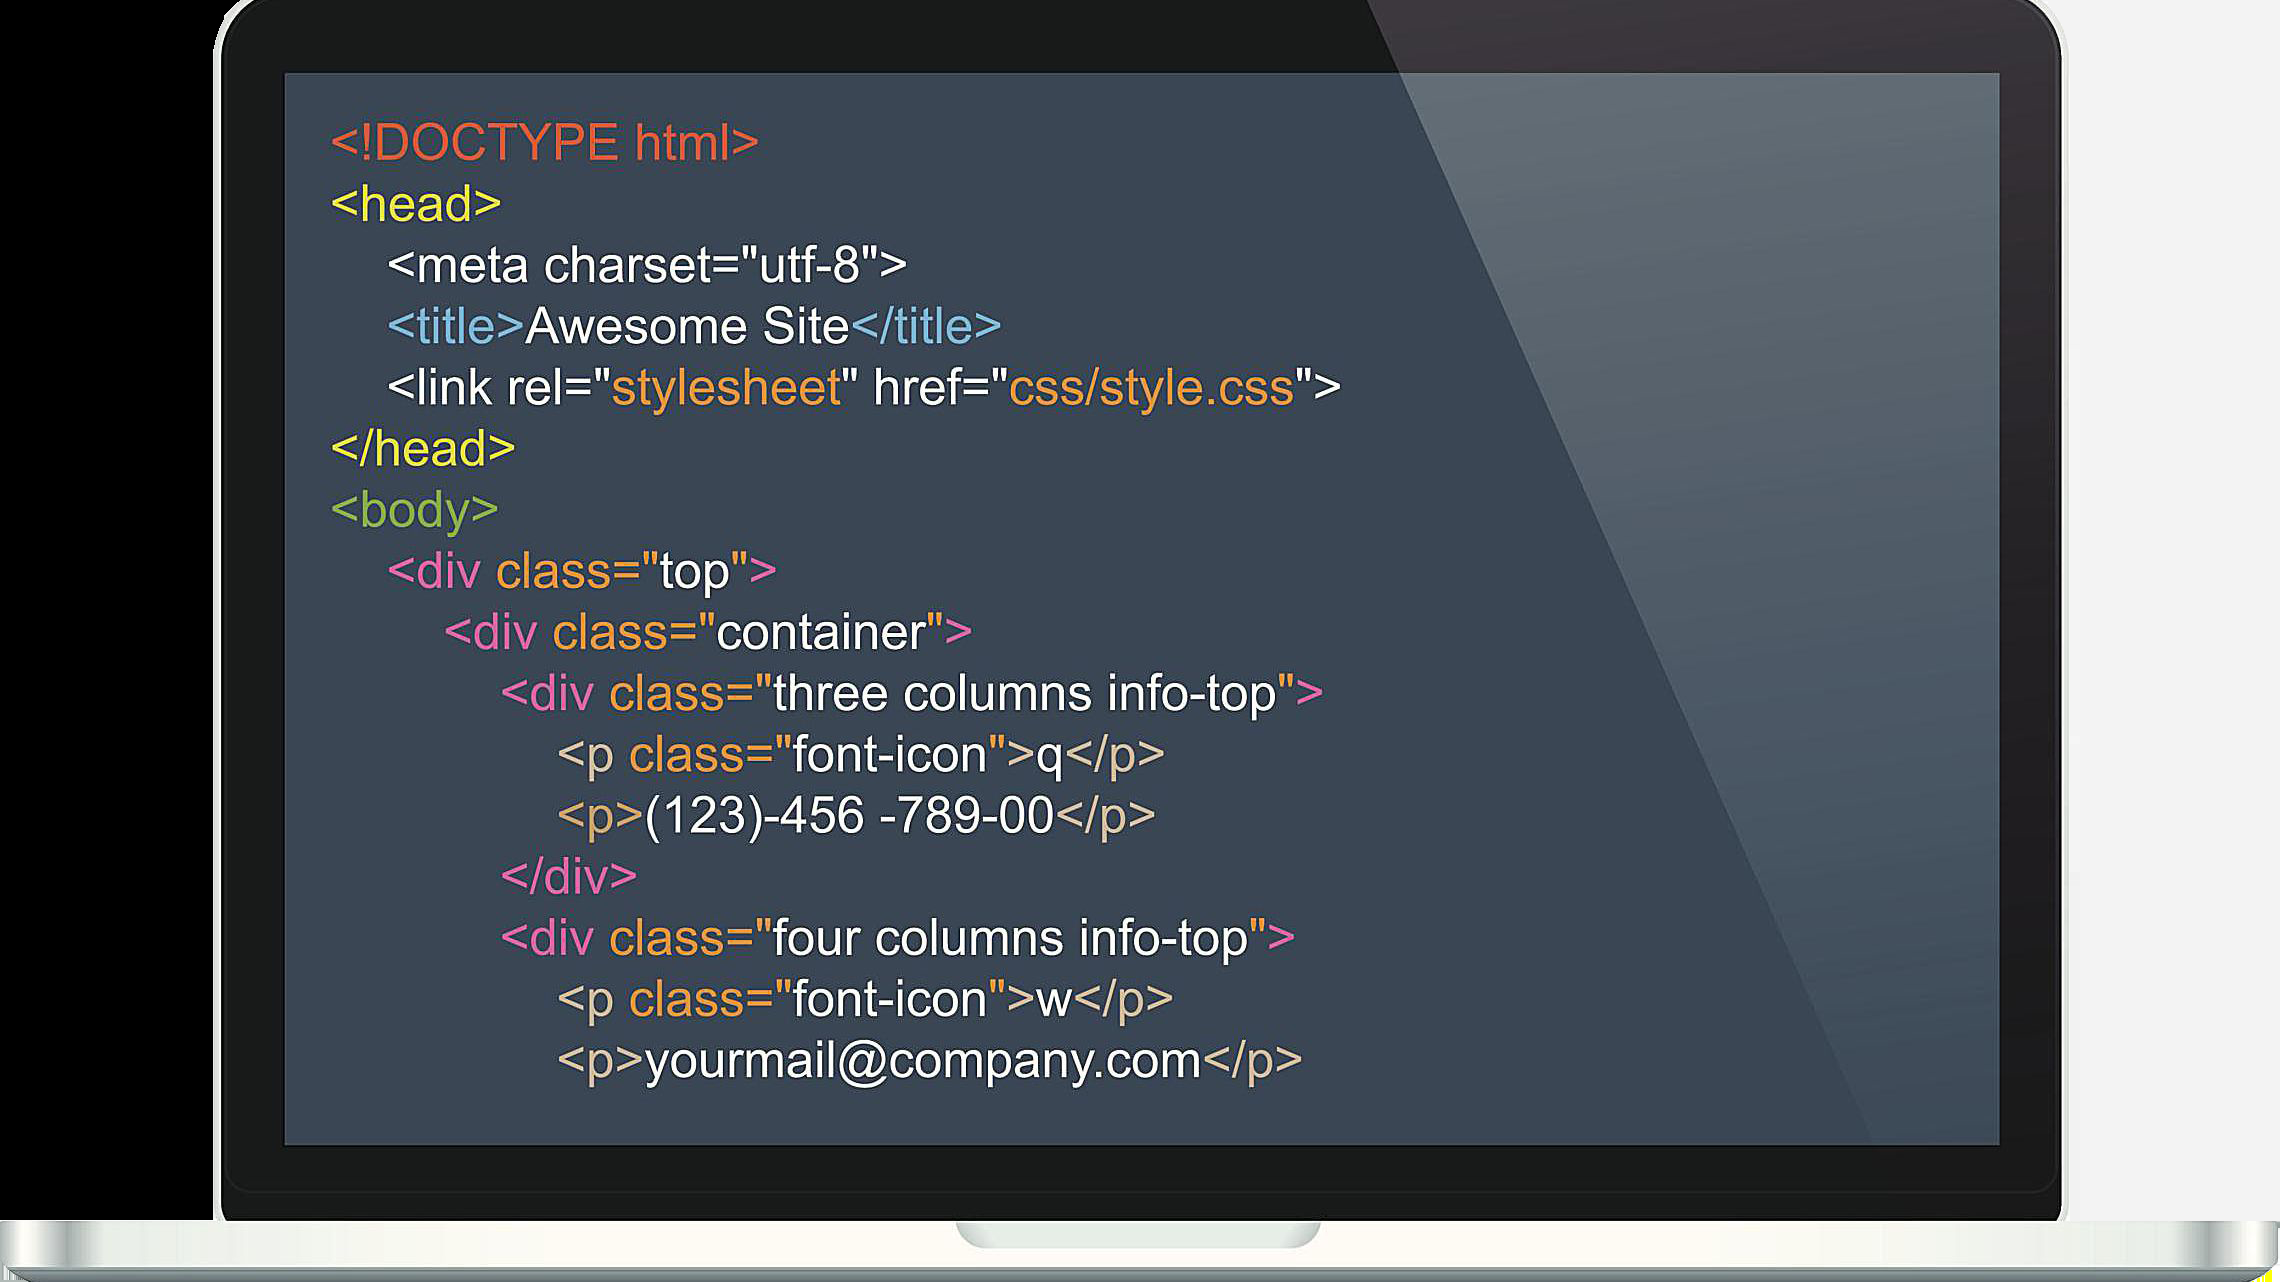 <!DOCTYPE html>
<head>
<meta charset="utf-8">
<title>Awesome Site</title>
<link rel="stylesheet" href="css/style.css">
</head>
<body>
<div class="top">
<div class="container">
<div class="three columns info-top">
<p class="font-icon">q</p>
<p>(123)-456 -789-00</p>
</div>
<div class="four columns info-top">
<p class="font-icon">w</p>
<p>yourmail@company.com</p>